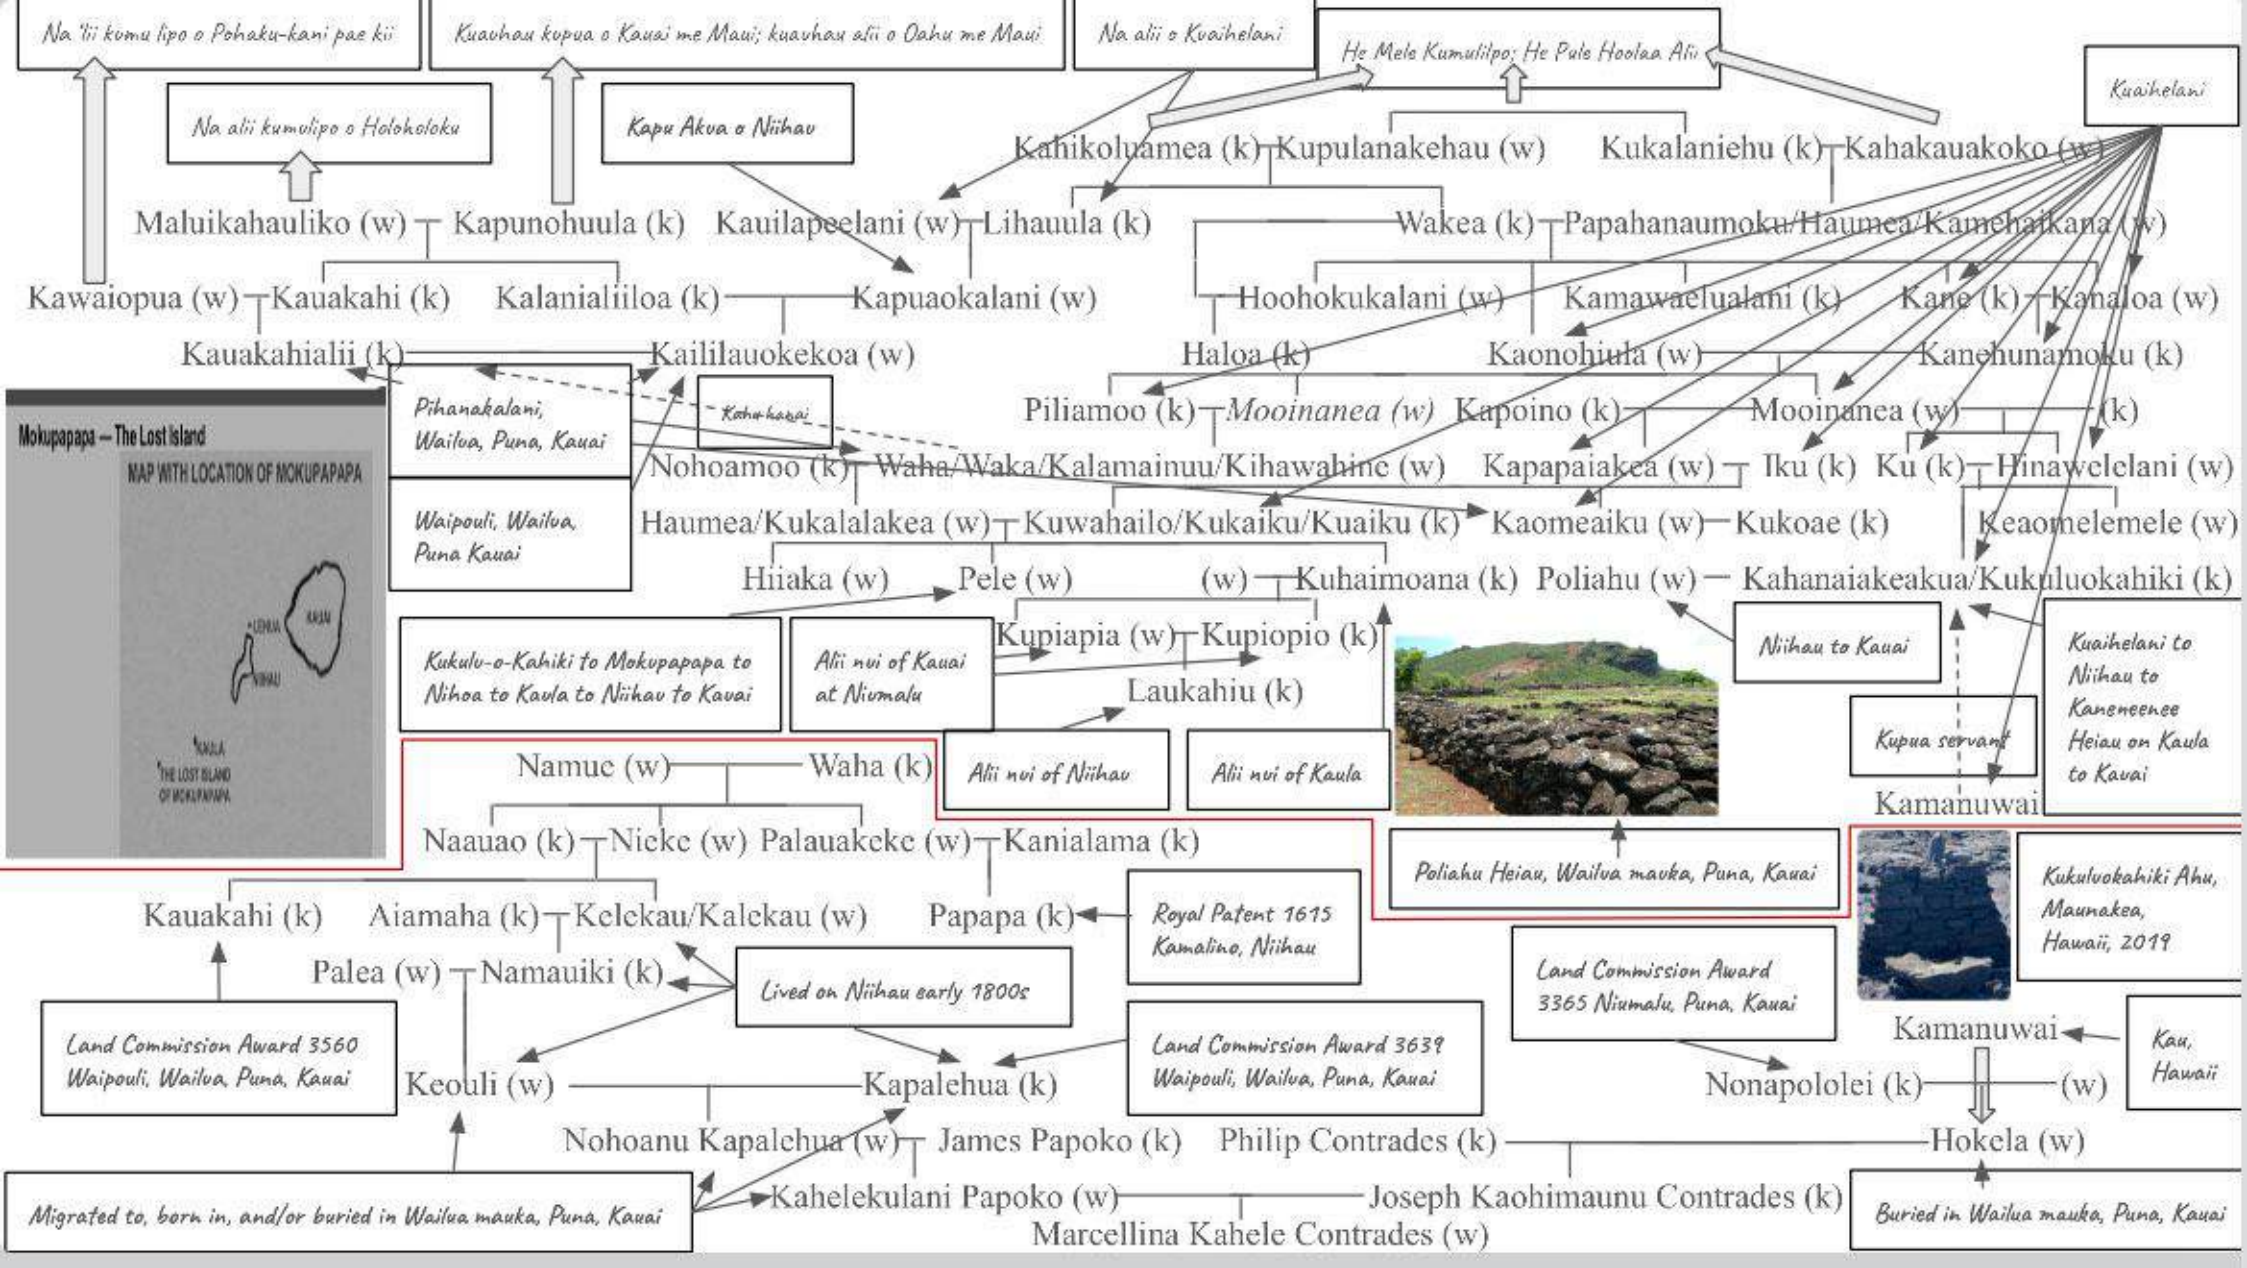 Na 'lii kumu lipo o Pohaku-kani pae kii
Kuauhau kupua o Kauai me Maui; kuauhau alii o Oahu me Maui
Na alii o Kuaihelani
He Mele Kumulilpo; He Pule Hoolaa Alii
Kuaihelani
Na alii kumulipo o Holoholoku
Kapu Akua o Niihau
Kahikoluamea (k) Kupulanakehau (w) Kukalaniehu (k) Kahakauakoko (w)
Maluikahauliko (w) Kapunohuula (k) Kauilapeelani (w) Lihauula (k) Wakea (k) Papahanaumoku/Haumea/Kamehaikana (w)
Kawaiopua (w) Kauakahi (k) Kalanialiiloa (k) Kapuaokalani (w) Hoohokukalani (w) Kamawaelualani (k) Kane (k) Kanaloa (w)
Kauakahialii (k) Kaililauokekoa (w) Haloa (k) Kaonohiula (w) Kanehunamoku (k)
Pihanakalani,
Wailua, Puna, Kauai
Kahu hanai
Piliamoo (k) Mooinanea (w) Kapoino (k) Mooinanea (w) (k)
Mokupapapa — The Lost Island
MAP WITH LOCATION OF MOKUPAPAPA
Nohoamoo (k) Waha/Waka/Kalamainuu/Kihawahine (w) Kapapaiakea (w) Iku (k) Ku (k) Hinawelelani (w)
Waipouli, Wailua,
Puna Kauai
Haumea/Kukalalakea (w) Kuwahailo/Kukaiku/Kuaiku (k) Kaomeaiku (w) Kukoae (k) Keaomelemele (w)
Hiiaka (w) Pele (w) (w) Kuhaimoana (k) Poliahu (w) Kahanaiakeakua/Kukuluokahiki (k)
LEHUA
KAUAI
NIIHAU
KAULA
THE LOST ISLAND
OF MOKUPAPAPA
Kukulu-o-Kahiki to Mokupapapa to
Nihoa to Kaula to Niihau to Kauai
Alii nui of Kauai
at Niumalu
Kupiapia (w) Kupiopio (k)
Niihau to Kauai
Kuaihelani to
Niihau to
Kaneneenee
Heiau on Kaula
to Kauai
Laukahiu (k)
Kupua servant
Namue (w) Waha (k)
Alii nui of Niihau
Alii nui of Kaula
Kamanuwai
Naauao (k) Nieke (w) Palauakeke (w) Kanialama (k)
Poliahu Heiau, Wailua mauka, Puna, Kauai
Kukuluokahiki Ahu,
Maunakea,
Hawaii, 2019
Kauakahi (k) Aiamaha (k) Kelekau/Kalekau (w) Papapa (k)
Royal Patent 1615
Kamalino, Niihau
Palea (w) Namauiki (k)
Lived on Niihau early 1800s
Land Commission Award
3365 Niumalu, Puna, Kauai
Land Commission Award 3560
Waipouli, Wailua, Puna, Kauai
Land Commission Award 3639
Waipouli, Wailua, Puna, Kauai
Kamanuwai
Kau,
Hawaii
Keouli (w) Kapalehua (k) Nonapololei (k) (w)
Nohoanu Kapalehua (w) James Papoko (k) Philip Contrades (k) Hokela (w)
Migrated to, born in, and/or buried in Wailua mauka, Puna, Kauai
Kahelekulani Papoko (w) Joseph Kaohimaunu Contrades (k)
Buried in Wailua mauka, Puna, Kauai
Marcellina Kahele Contrades (w)